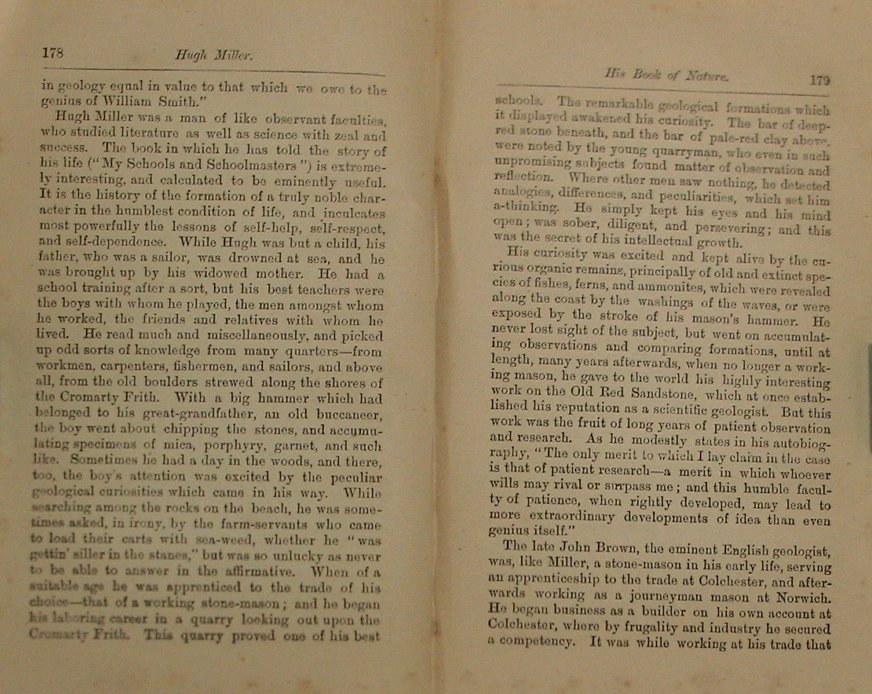 178
Hugh Miller.
in geology equal in value to that which we owe to the
genius of William Smith."
Hugh Miller was a man of like observant faculties,
who studied literature as well as science with zeal and
success. The book in which he has told the story of
his life ("My Schools and Schoolmasters") is extreme-
ly interesting, and calculated to be eminently useful.
It is the history of the formation of a truly noble char-
acter in the humblest condition of life, and inculcates
most powerfully the lessons of self-help, self-respect,
and self-dependence. While Hugh was but a child, his
father, who was a sailor, was drowned at sea, and he
was brought up by his widowed mother. He had a
school training after a sort, but his best teachers were
the boys with whom he played, the men amongst whom
he worked, the friends and relatives with whom he
lived. He read much and miscellaneously, and picked
up odd sorts of knowledge from many quarters—from
workmen, carpenters, fishermen, and sailors, and above
all, from the old boulders strewed along the shores of
the Cromarty Frith. With a big hammer which had
belonged to his great-grandfather, an old buccaneer,
the boy went about chipping the stones, and accumu-
lating specimens of mica, porphyry, garnet, and such
like. Sometimes he had a day in the woods, and there,
too, the boy's attention was excited by the peculiar
geological curiosities which came in his way. While
searching among the rocks on the beach, he was some-
times asked, in irony, by the farm-servants who came
to load their carts with sea-weed, whether he "was
gettin' siller in the stanes," but was so unlucky as never
to be able to answer in the affirmative. When of a
suitable age he was apprenticed to the trade of his
choice—that of a working stone-mason; and he began
his laboring career in a quarry looking out upon the
Cromarty Frith. This quarry proved one of his best
His Book of Nature.
179
schools. The remarkable geological formations which
it displayed awakened his curiosity. The bar of deep-
red stone beneath, and the bar of pale-red clay above,
were noted by the young quarryman, who even in such
unpromising subjects found matter of observation and
reflection. Where other men saw nothing, he detected
analogies, differences, and peculiarities, which set him
a-thinking. He simply kept his eyes and his mind
open; was sober, diligent, and persevering; and this
was the secret of his intellectual growth.
His curiosity was excited and kept alive by the cu-
rious organic remains, principally of old and extinct spe-
cies of fishes, ferns, and ammonites, which were revealed
along the coast by the washings of the waves, or were
exposed by the stroke of his mason's hammer. He
never lost sight of the subject, but went on accumulat-
ing observations and comparing formations, until at
length, many years afterwards, when no longer a work-
ing mason, he gave to the world his highly interesting
work on the Old Red Sandstone, which at once estab-
lished his reputation as a scientific geologist. But this
work was the fruit of long years of patient observation
and research. As he modestly states in his autobiog-
raphy, "The only merit to which I lay claim in the case
is that of patient research—a merit in which whoever
wills may rival or surpass me; and this humble facul-
ty of patience, when rightly developed, may lead to
more extraordinary developments of idea than even
genius itself."
The late John Brown, the eminent English geologist,
was, like Miller, a stone-mason in his early life, serving
an apprenticeship to the trade at Colchester, and after-
wards working as a journeyman mason at Norwich.
He began business as a builder on his own account at
Colchester, where by frugality and industry he secured
a competency. It was while working at his trade that